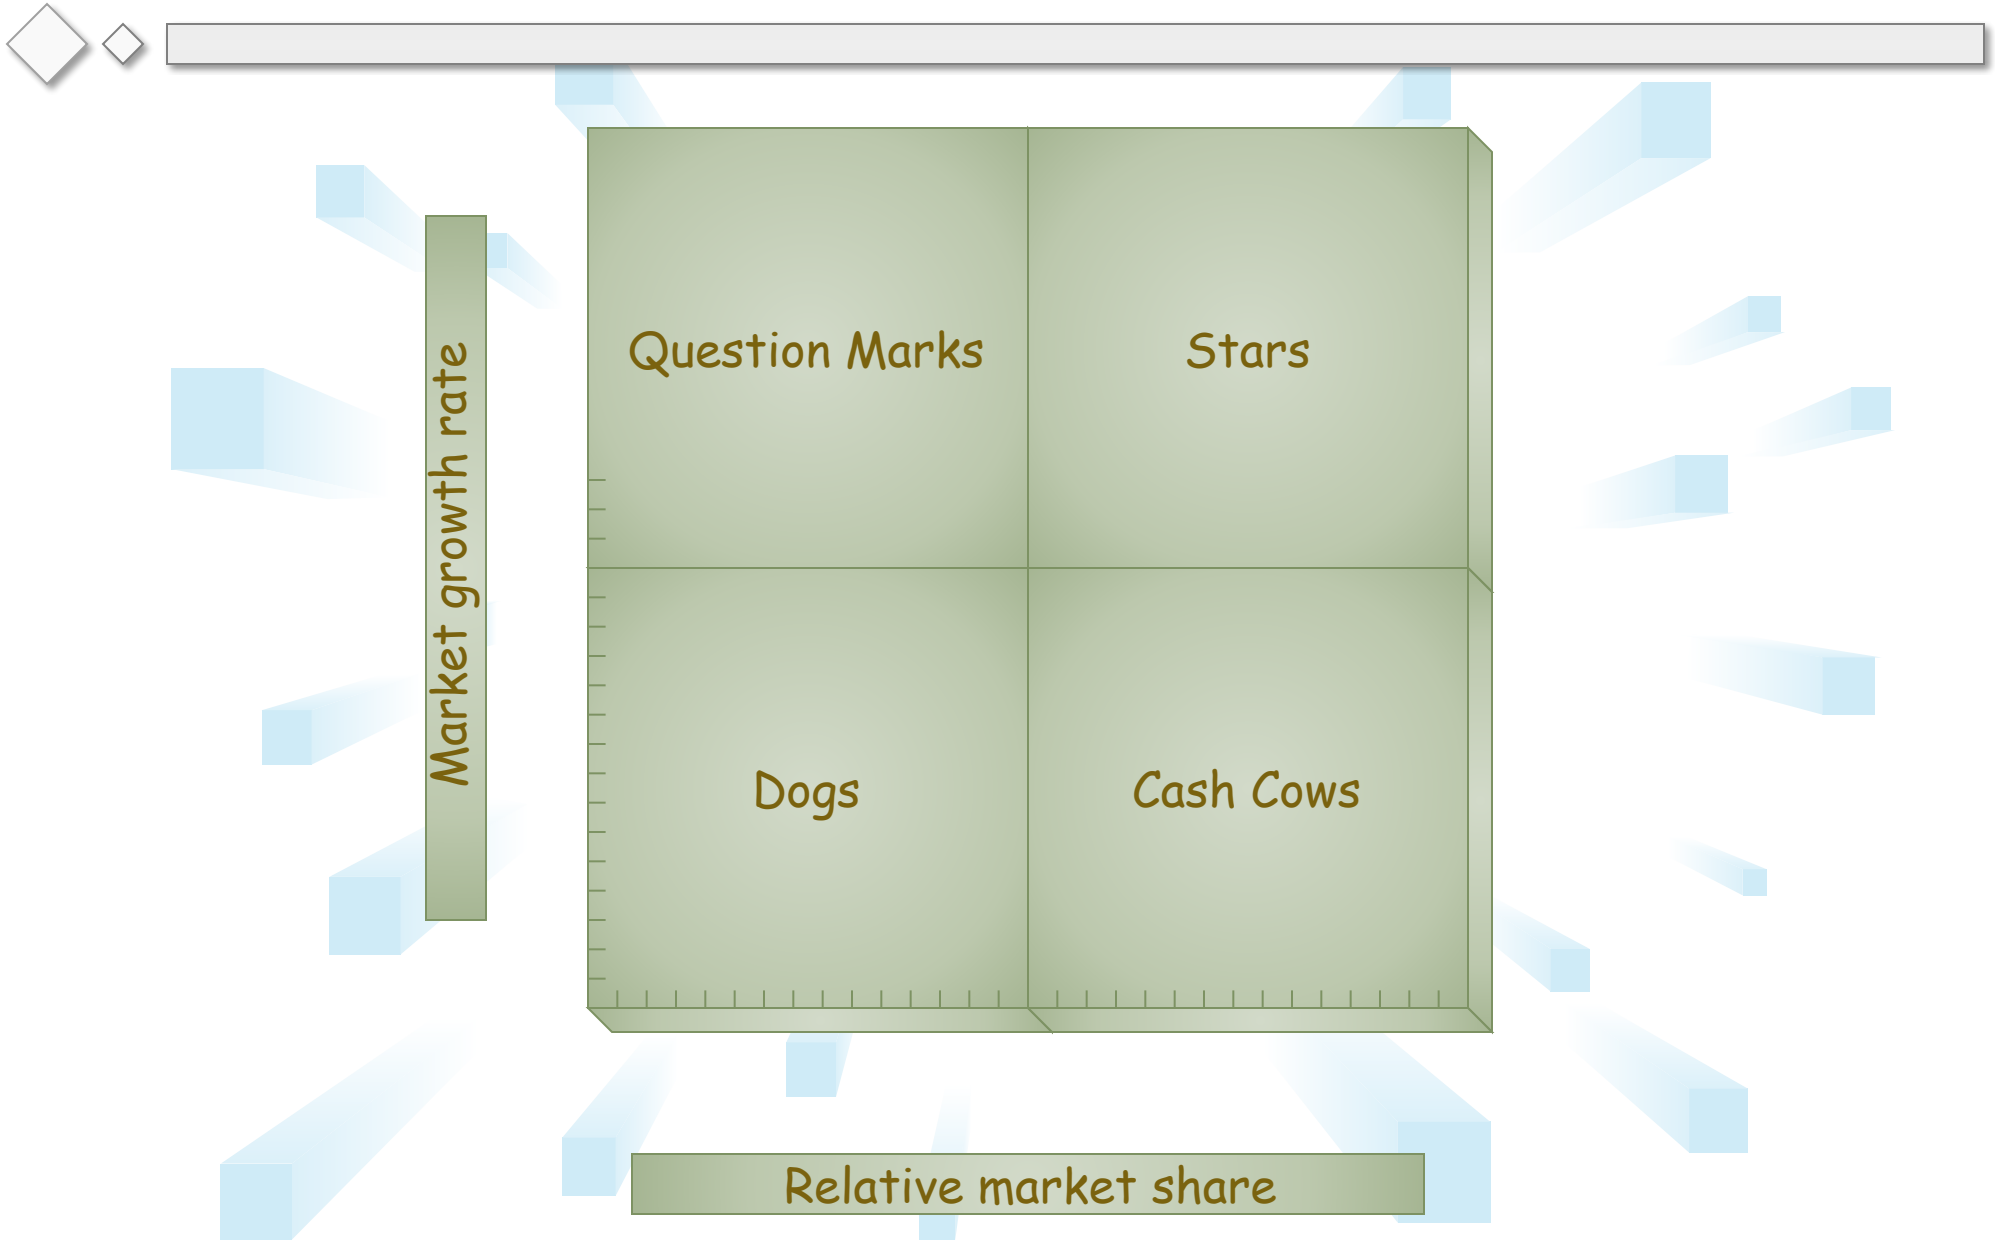 Question Marks
Stars
Market growth rate
Dogs
Cash Cows
Relative market share